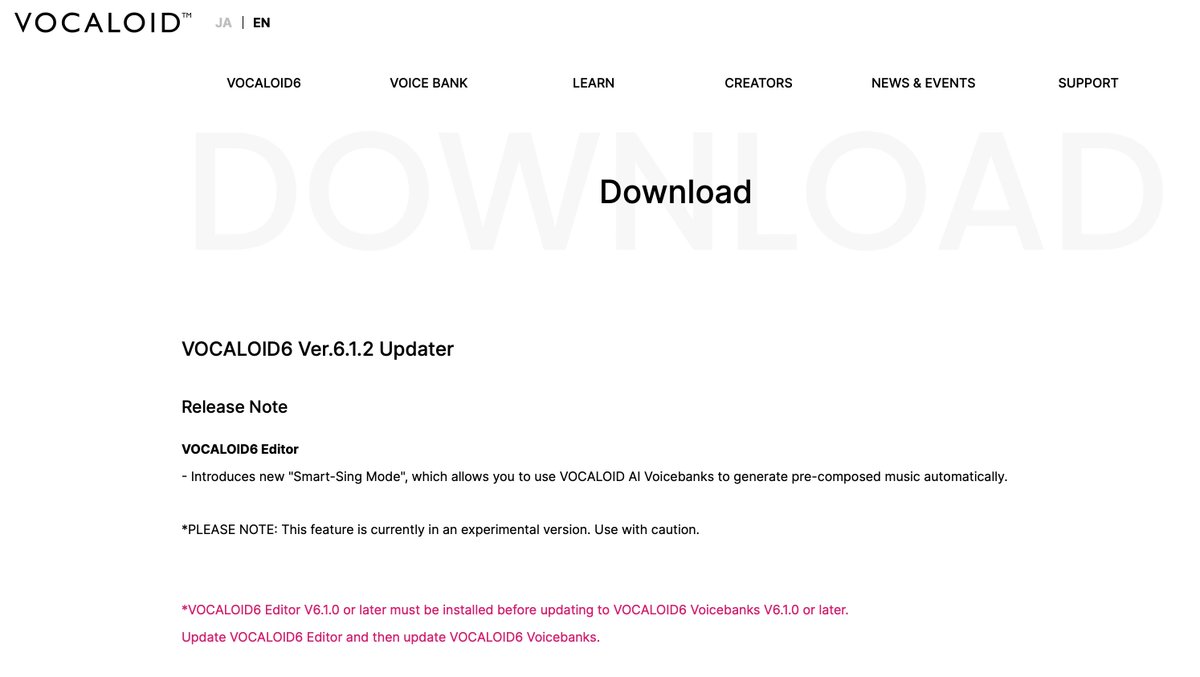 VOCALOID™ JA | EN
VOCALOID6 VOICE BANK LEARN CREATORS NEWS & EVENTS SUPPORT
DOWNLOAD
Download
VOCALOID6 Ver.6.1.2 Updater
Release Note
VOCALOID6 Editor
- Introduces new "Smart-Sing Mode", which allows you to use VOCALOID AI Voicebanks to generate pre-composed music automatically.
*PLEASE NOTE: This feature is currently in an experimental version. Use with caution.
*VOCALOID6 Editor V6.1.0 or later must be installed before updating to VOCALOID6 Voicebanks V6.1.0 or later.
Update VOCALOID6 Editor and then update VOCALOID6 Voicebanks.